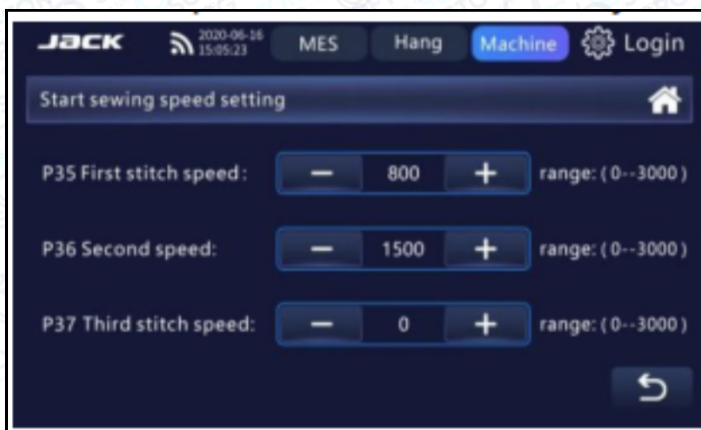 JACK
2020-06-16
15:05:23
MES
Hang
Machine
Login
Start sewing speed setting
P35 First stitch speed:
−
800
+
range: ( 0--3000 )
P36 Second speed:
−
1500
+
range: ( 0--3000 )
P37 Third stitch speed:
−
0
+
range: ( 0--3000 )